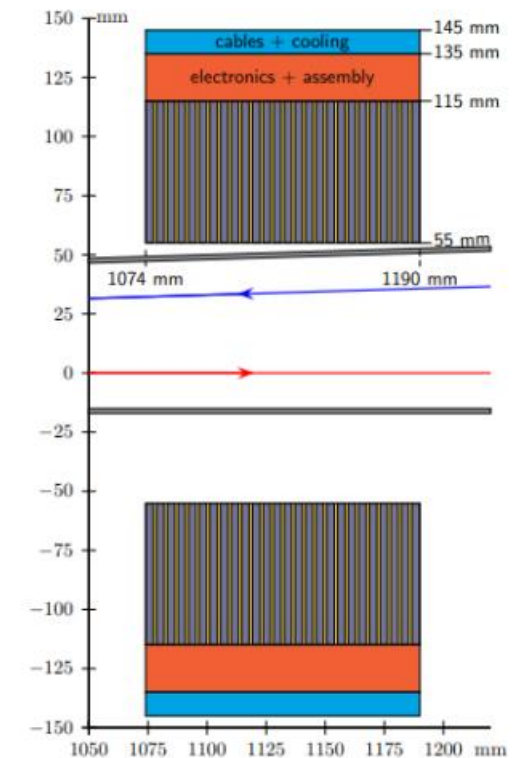 150 mm
145 mm
cables + cooling
135 mm
125
electronics + assembly
115 mm
100
75
55 mm
50
1074 mm 1190 mm
25
0
−25
−50
−75
−100
−125
−150
1050 1075 1100 1125 1150 1175 1200 mm